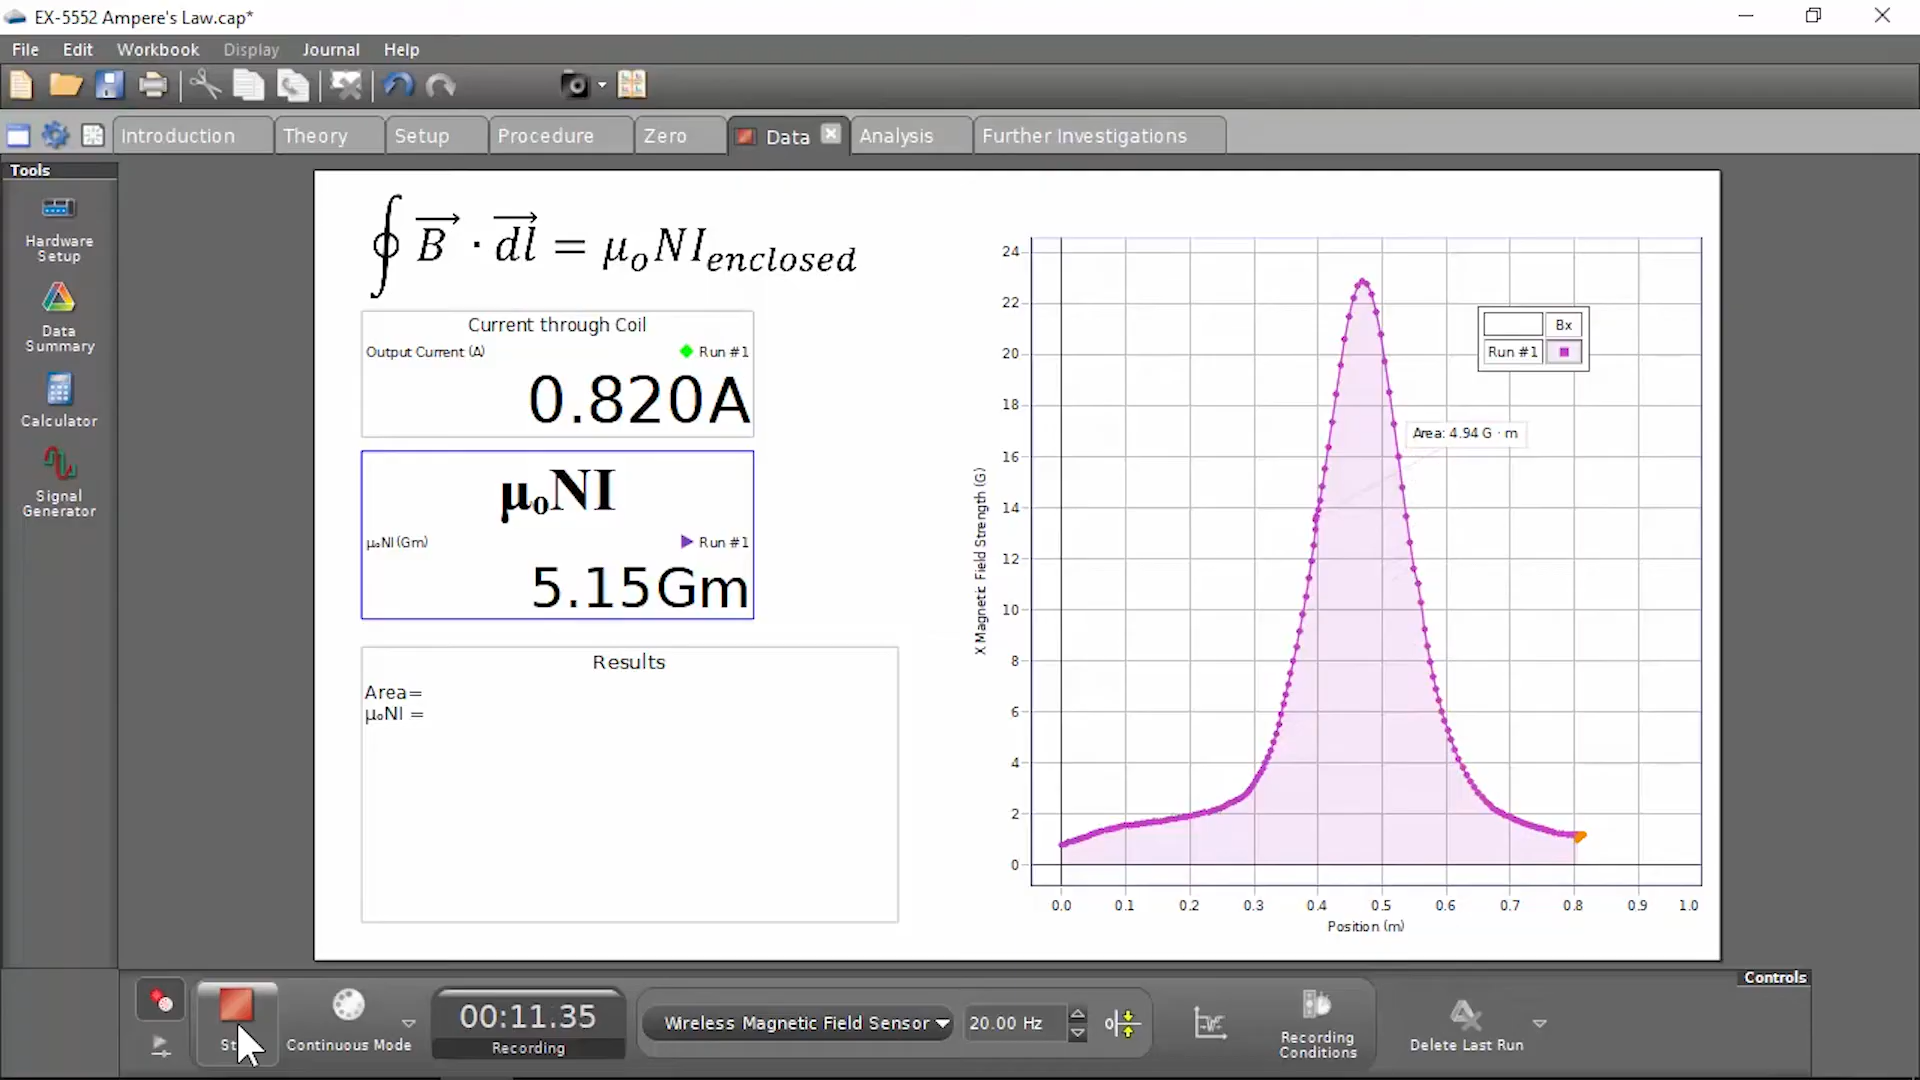 EX-5552 Ampere's Law.cap*
File Edit Workbook Display Journal Help
Introduction Theory Setup Procedure Zero Data Analysis Further Investigations
Tools
Hardware
Setup
Data
Summary
Calculator
Signal
Generator
∮ B⃗ · dl⃗ = μₒNI enclosed
Current through Coil
Output Current (A) Run #1
0.820A
μₒNI
μₒNI (Gm) Run #1
5.15Gm
Results
Area=
μₒNI =
X Magnetic Field Strength (G)
24
22
20
18
16
14
12
10
8
6
4
2
0
Bx
Run #1
Area: 4.94 G · m
0.0 0.1 0.2 0.3 0.4 0.5 0.6 0.7 0.8 0.9 1.0
Position (m)
Controls
Continuous Mode
00:11.35
Recording
Wireless Magnetic Field Sensor
20.00 Hz
Recording
Conditions
Delete Last Run